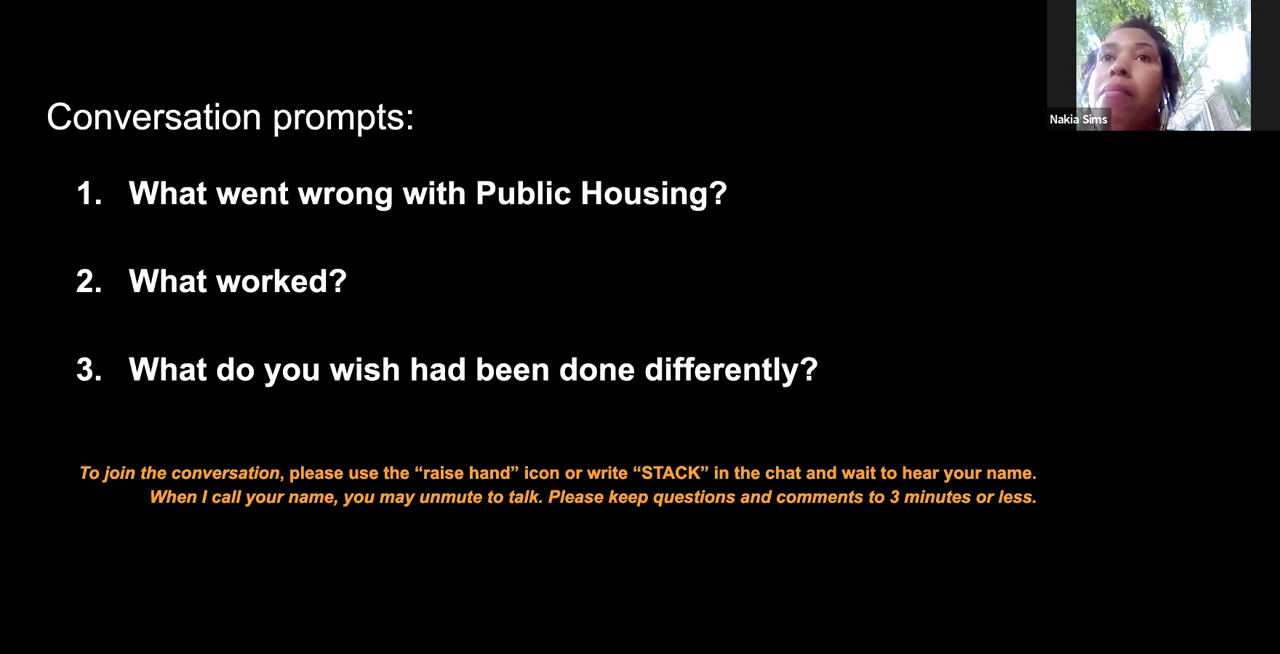 Nakia Sims
Conversation prompts:
1. What went wrong with Public Housing?
2. What worked?
3. What do you wish had been done differently?
To join the conversation, please use the “raise hand” icon or write “STACK” in the chat and wait to hear your name.
When I call your name, you may unmute to talk. Please keep questions and comments to 3 minutes or less.